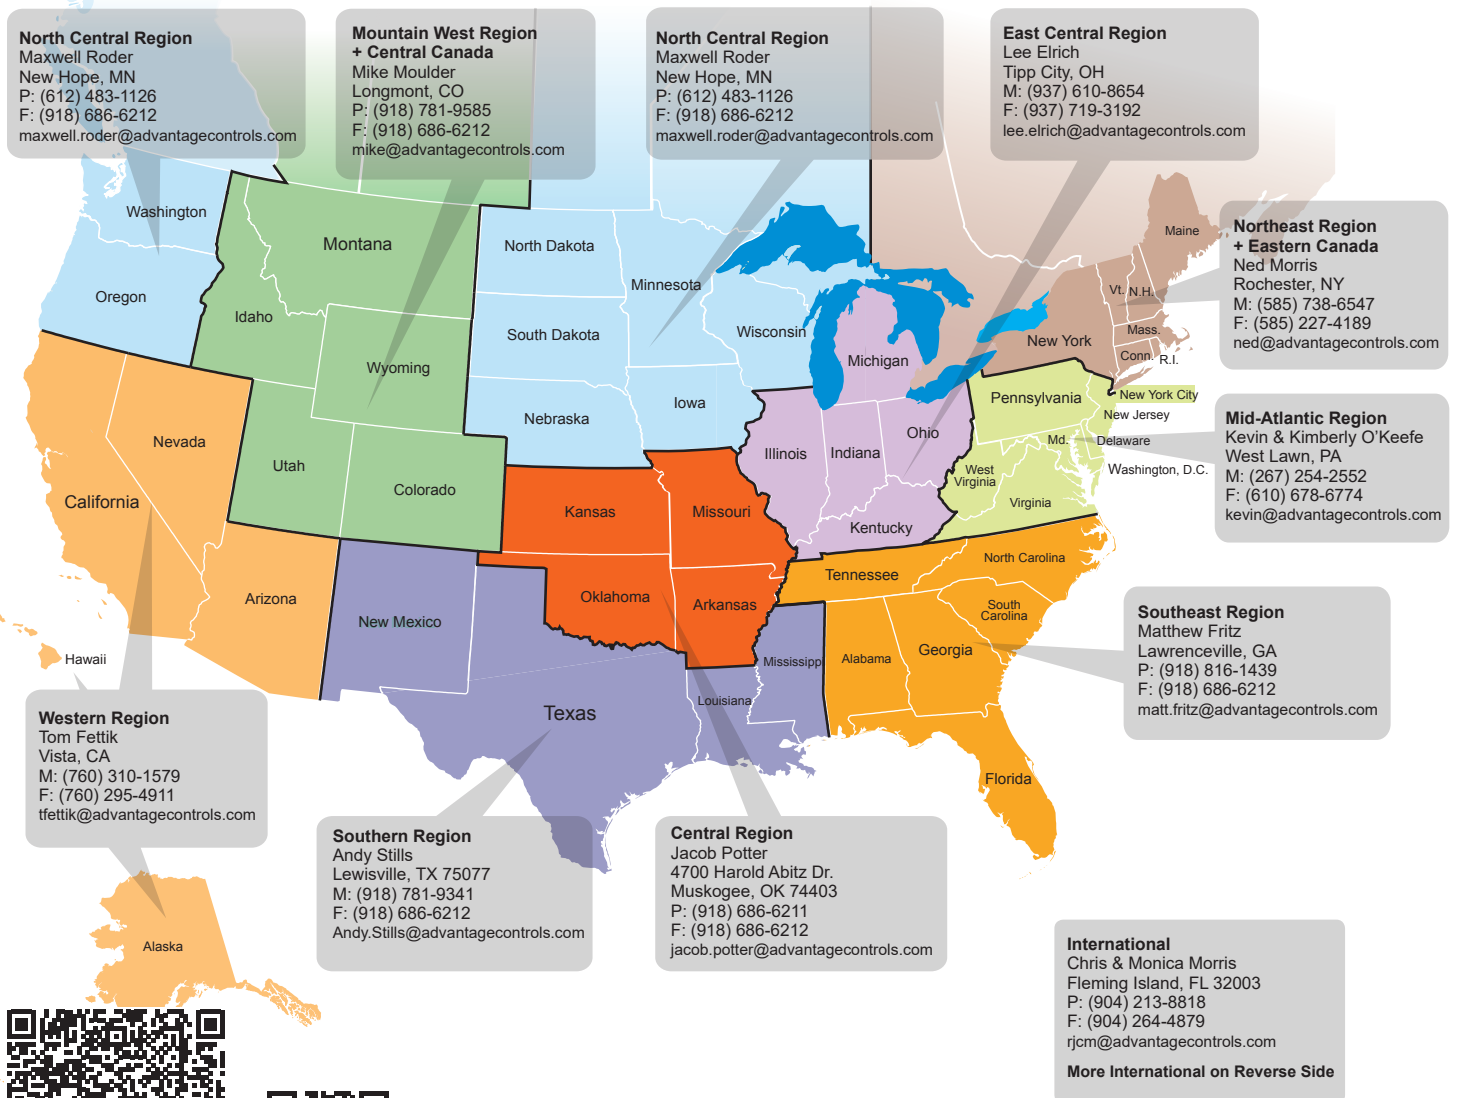 North Central Region
Maxwell Roder
New Hope, MN
P: (612) 483-1126
F: (918) 686-6212
maxwell.roder@advantagecontrols.com
Mountain West Region
+ Central Canada
Mike Moulder
Longmont, CO
P: (918) 781-9585
F: (918) 686-6212
mike@advantagecontrols.com
North Central Region
Maxwell Roder
New Hope, MN
P: (612) 483-1126
F: (918) 686-6212
maxwell.roder@advantagecontrols.com
East Central Region
Lee Elrich
Tipp City, OH
M: (937) 610-8654
F: (937) 719-3192
lee.elrich@advantagecontrols.com
Northeast Region
+ Eastern Canada
Ned Morris
Rochester, NY
M: (585) 738-6547
F: (585) 227-4189
ned@advantagecontrols.com
Mid-Atlantic Region
Kevin & Kimberly O'Keefe
West Lawn, PA
M: (267) 254-2552
F: (610) 678-6774
kevin@advantagecontrols.com
Southeast Region
Matthew Fritz
Lawrenceville, GA
P: (918) 816-1439
F: (918) 686-6212
matt.fritz@advantagecontrols.com
Western Region
Tom Fettik
Vista, CA
M: (760) 310-1579
F: (760) 295-4911
tfettik@advantagecontrols.com
Southern Region
Andy Stills
Lewisville, TX 75077
M: (918) 781-9341
F: (918) 686-6212
Andy.Stills@advantagecontrols.com
Central Region
Jacob Potter
4700 Harold Abitz Dr.
Muskogee, OK 74403
P: (918) 686-6211
F: (918) 686-6212
jacob.potter@advantagecontrols.com
International
Chris & Monica Morris
Fleming Island, FL 32003
P: (904) 213-8818
F: (904) 264-4879
rjcm@advantagecontrols.com
More International on Reverse Side
Washington
Oregon
Montana
Idaho
Wyoming
North Dakota
South Dakota
Nebraska
Minnesota
Wisconsin
Iowa
Michigan
Maine
Vt.
N.H.
New York
Mass.
Conn.
R.I.
New York City
Pennsylvania
New Jersey
Md.
Delaware
Washington, D.C.
West
Virginia
Virginia
Ohio
Indiana
Illinois
Kentucky
Nevada
California
Utah
Colorado
Kansas
Missouri
Oklahoma
Arkansas
Arizona
New Mexico
Texas
Louisiana
Mississippi
Tennessee
North Carolina
South
Carolina
Georgia
Alabama
Florida
Hawaii
Alaska